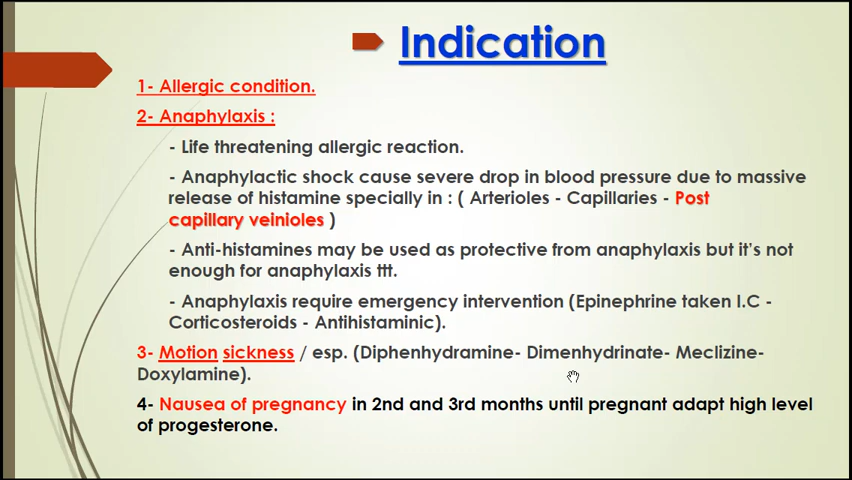 Indication
1- Allergic condition.
2- Anaphylaxis :
- Life threatening allergic reaction.
- Anaphylactic shock cause severe drop in blood pressure due to massive
release of histamine specially in : ( Arterioles - Capillaries - Post
capillary veinioles )
- Anti-histamines may be used as protective from anaphylaxis but it's not
enough for anaphylaxis ttt.
- Anaphylaxis require emergency intervention (Epinephrine taken I.C -
Corticosteroids - Antihistaminic).
3- Motion sickness / esp. (Diphenhydramine- Dimenhydrinate- Meclizine-
Doxylamine).
4- Nausea of pregnancy in 2nd and 3rd months until pregnant adapt high level
of progesterone.